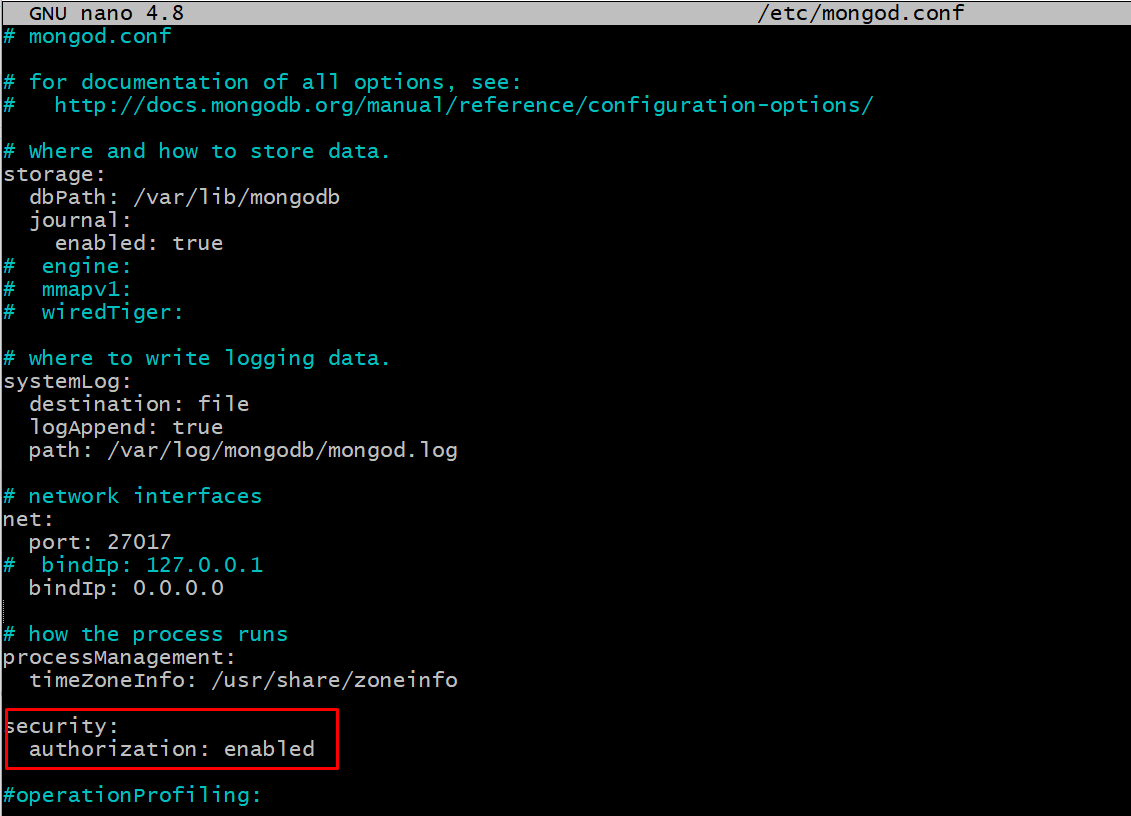 GNU nano 4.8 /etc/mongod.conf
# mongod.conf
# for documentation of all options, see:
#   http://docs.mongodb.org/manual/reference/configuration-options/
# Where and how to store data.
storage:
  dbPath: /var/lib/mongodb
  journal:
    enabled: true
#  engine:
#  mmapv1:
#  wiredTiger:
# where to write logging data.
systemLog:
  destination: file
  logAppend: true
  path: /var/log/mongodb/mongod.log
# network interfaces
net:
  port: 27017
#  bindIp: 127.0.0.1
  bindIp: 0.0.0.0
# how the process runs
processManagement:
  timeZoneInfo: /usr/share/zoneinfo
security:
  authorization: enabled
#operationProfiling: